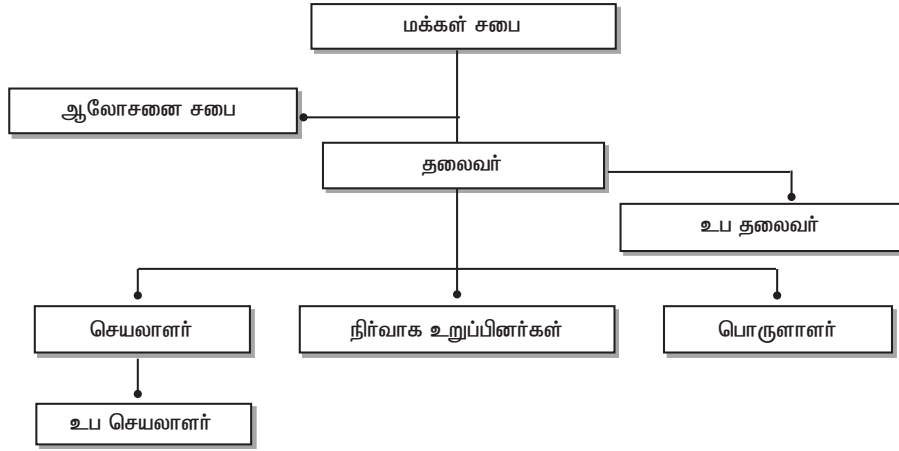 மக்கள் சபை
ஆலோசனை சபை
தலைவர்
உப தலைவர்
செயலாளர்
நிர்வாக உறுப்பினர்கள்
பொருளாளர்
உப செயலாளர்